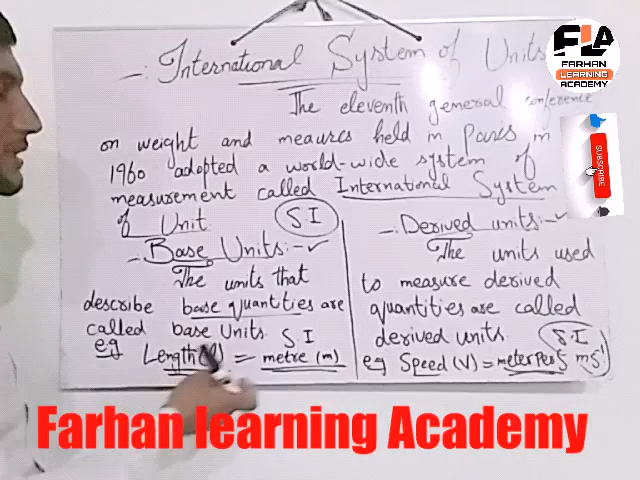 -: International System of Units
FLA
FARHAN
LEARNING
ACADEMY
The eleventh general conference
on weight and meaures held in Paris in
1960 adopted a world-wide system of
measurement called International System
of Unit
SI
SUBSCRIBE
-: Base Units:-✓
The units that
describe base quantities are
called base Units.
SI
eg Length(l) = metre (m)
-: Derived units:-✓
The units used
to measure derived
quantities are called
derived units.
SI
eg Speed (V) = meter per S mS⁻¹
Farhan learning Academy